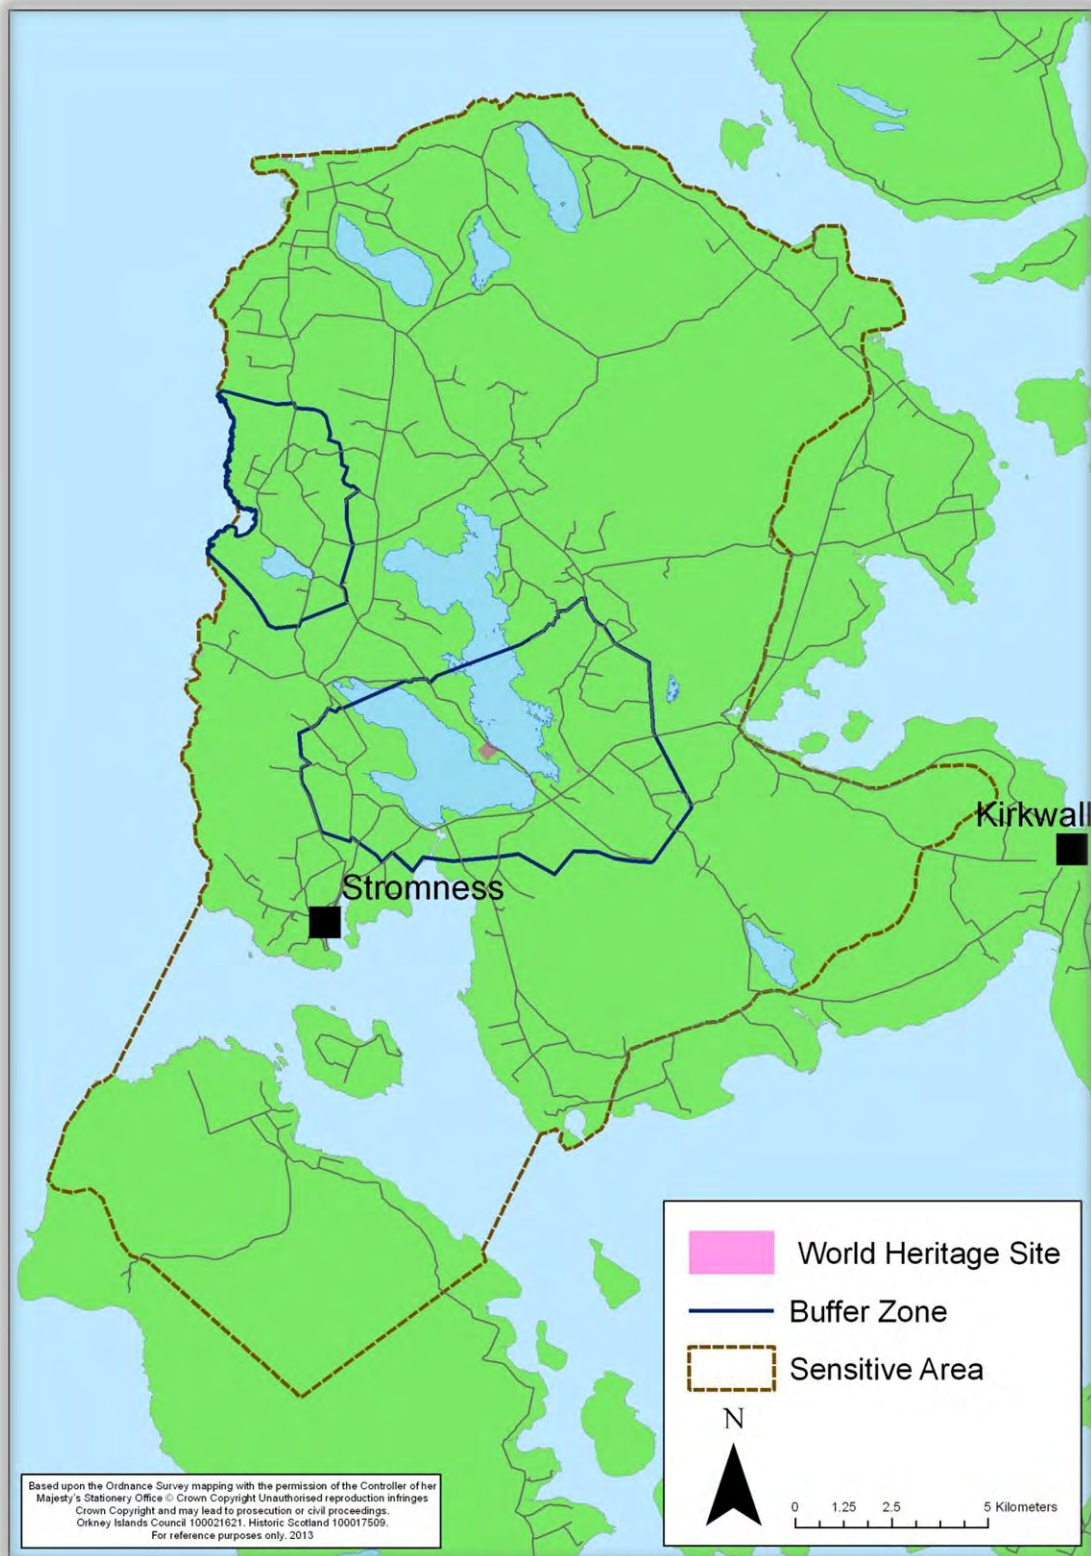 Kirkwall
Stromness
World Heritage Site
Buffer Zone
Sensitive Area
N
0 1.25 2.5 5 Kilometers
Based upon the Ordnance Survey mapping with the permission of the Controller of her
Majesty's Stationery Office © Crown Copyright Unauthorised reproduction infringes
Crown Copyright and may lead to prosecution or civil proceedings.
Orkney Islands Council 100021621. Historic Scotland 100017509.
For reference purposes only. 2013